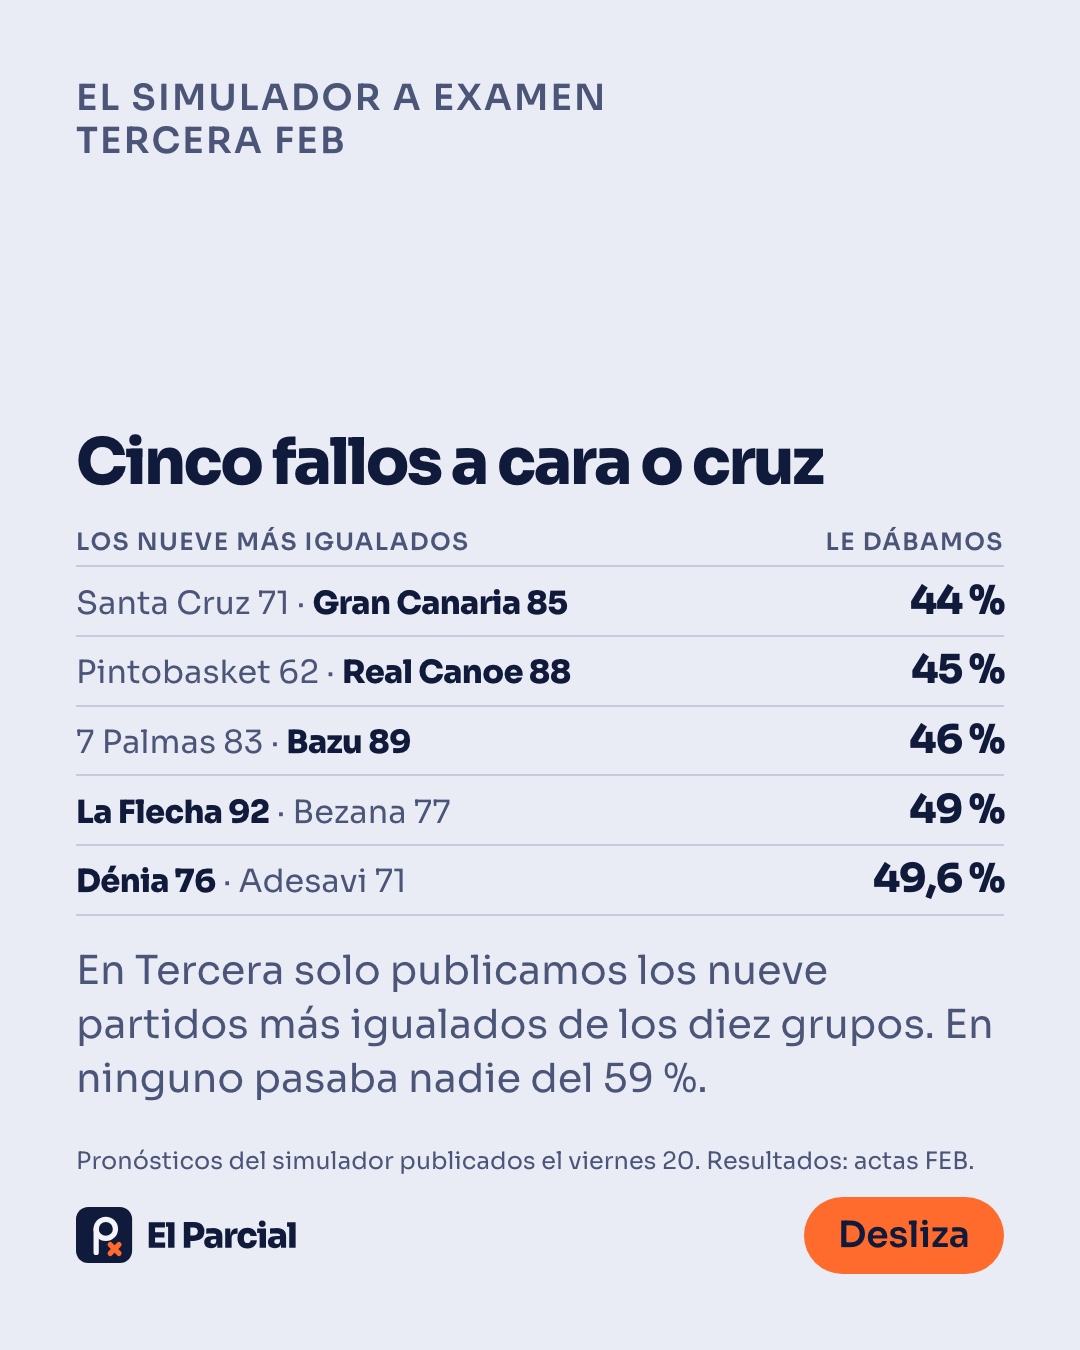 EL SIMULADOR A EXAMEN
TERCERA FEB
Cinco fallos a cara o cruz
LOS NUEVE MÁS IGUALADOS LE DÁBAMOS
Santa Cruz 71 · Gran Canaria 85 44 %
Pintobasket 62 · Real Canoe 88 45 %
7 Palmas 83 · Bazu 89 46 %
La Flecha 92 · Bezana 77 49 %
Dénia 76 · Adesavi 71 49,6 %
En Tercera solo publicamos los nueve
partidos más igualados de los diez grupos. En
ninguno pasaba nadie del 59 %.
Pronósticos del simulador publicados el viernes 20. Resultados: actas FEB.
El Parcial Desliza